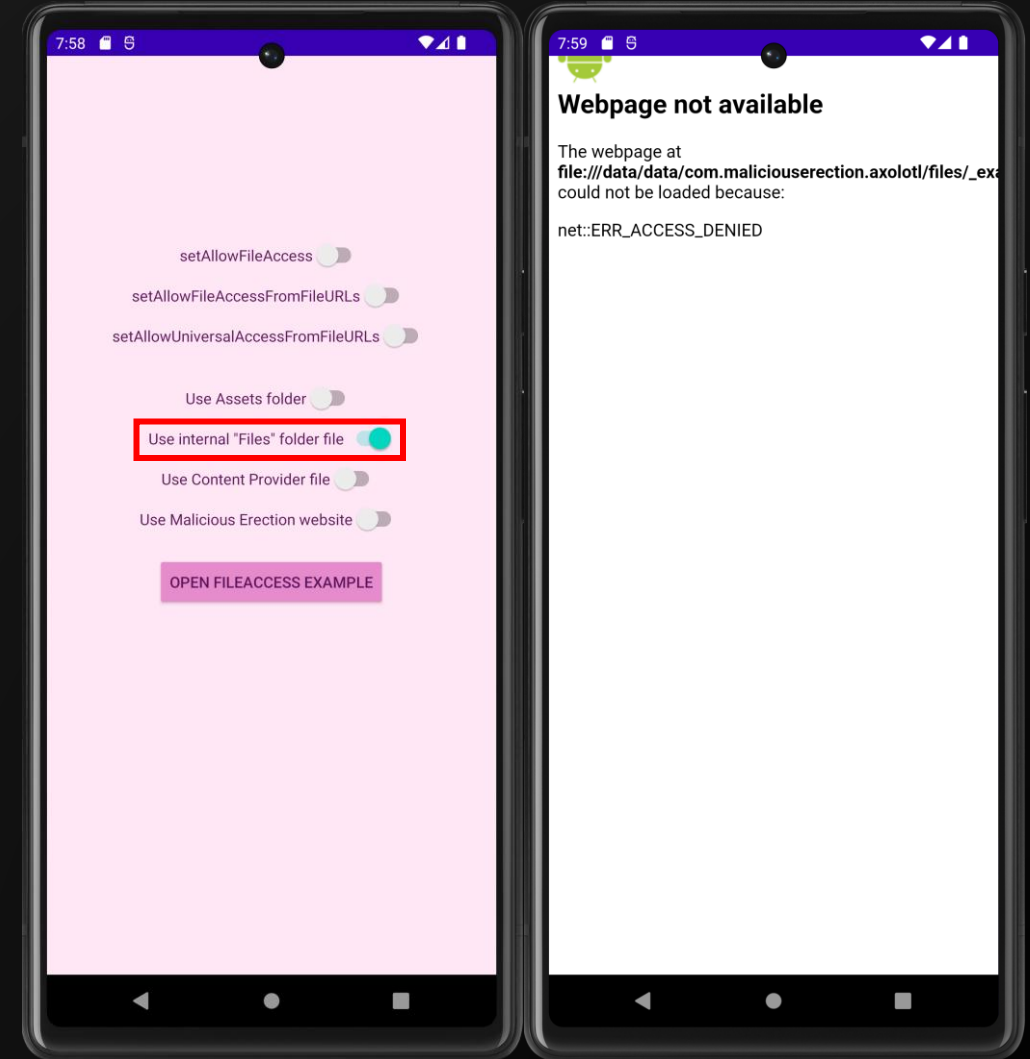 7:58
setAllowFileAccess
setAllowFileAccessFromFileURLs
setAllowUniversalAccessFromFileURLs
Use Assets folder
Use internal "Files" folder file
Use Content Provider file
Use Malicious Erection website
OPEN FILEACCESS EXAMPLE
7:59
Webpage not available
The webpage at
file:///data/data/com.maliciouserection.axolotl/files/_exa
could not be loaded because:
net::ERR_ACCESS_DENIED